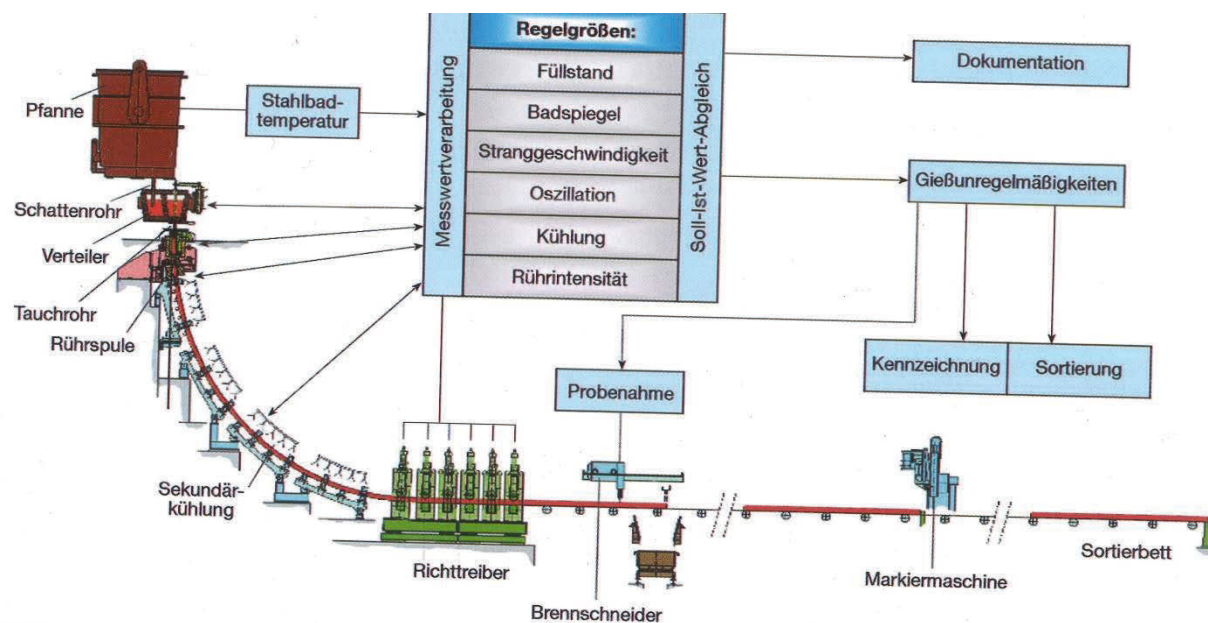 Regelgrößen:
Füllstand
Badspiegel
Stranggeschwindigkeit
Oszillation
Kühlung
Rührintensität
Messwertverarbeitung
Soll-Ist-Wert-Abgleich
Dokumentation
Gießunregelmäßigkeiten
Kennzeichnung
Sortierung
Probenahme
Pfanne
Stahlbad-
temperatur
Schattenrohr
Verteiler
Tauchrohr
Rührspule
Sekundär-
kühlung
Richttreiber
Brennschneider
Markiermaschine
Sortierbett